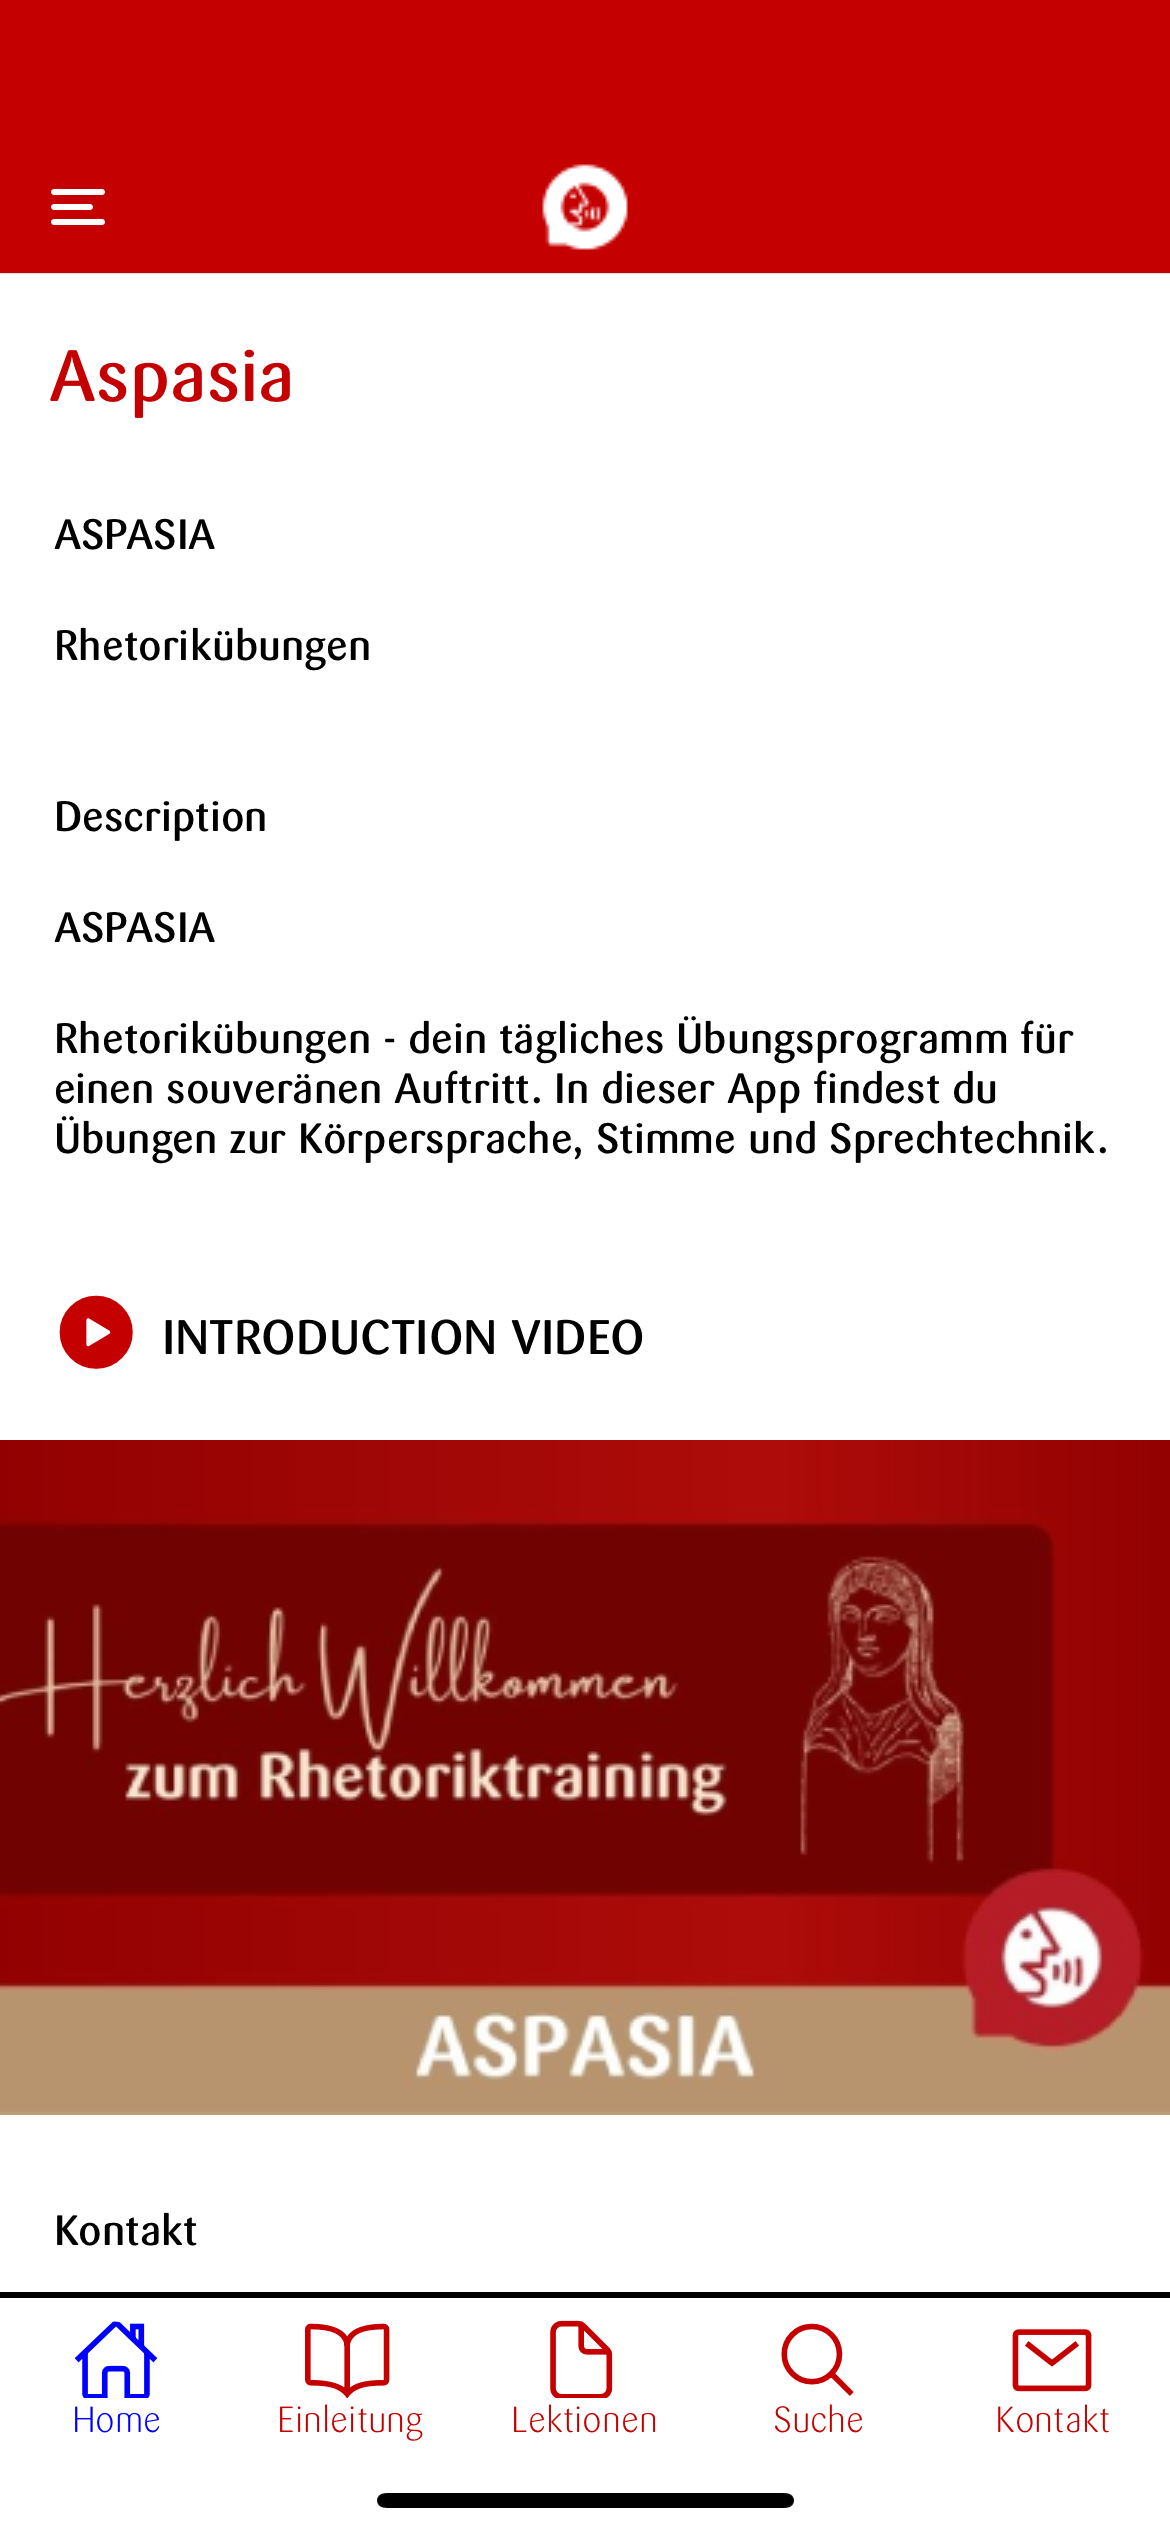 Aspasia
ASPASIA
Rhetorikübungen
Description
ASPASIA
Rhetorikübungen - dein tägliches Übungsprogramm für
einen souveränen Auftritt. In dieser App findest du
Übungen zur Körpersprache, Stimme und Sprechtechnik.
INTRODUCTION VIDEO
Herzlich Willkommen
zum Rhetoriktraining
ASPASIA
Kontakt
Home
Einleitung
Lektionen
Suche
Kontakt